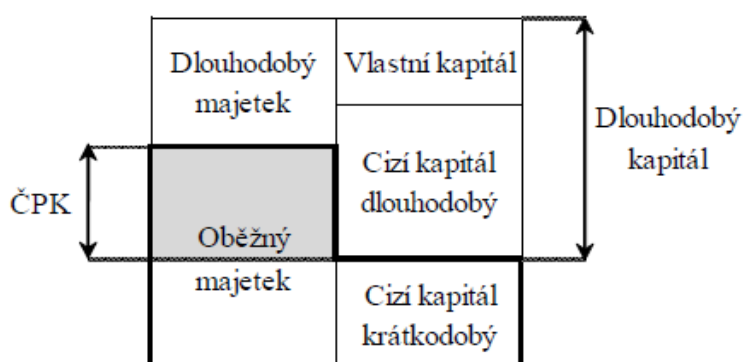 Dlouhodobý
majetek
Vlastní kapitál
Dlouhodobý
kapitál
Cizí kapitál
dlouhodobý
ČPK
Oběžný
majetek
Cizí kapitál
krátkodobý